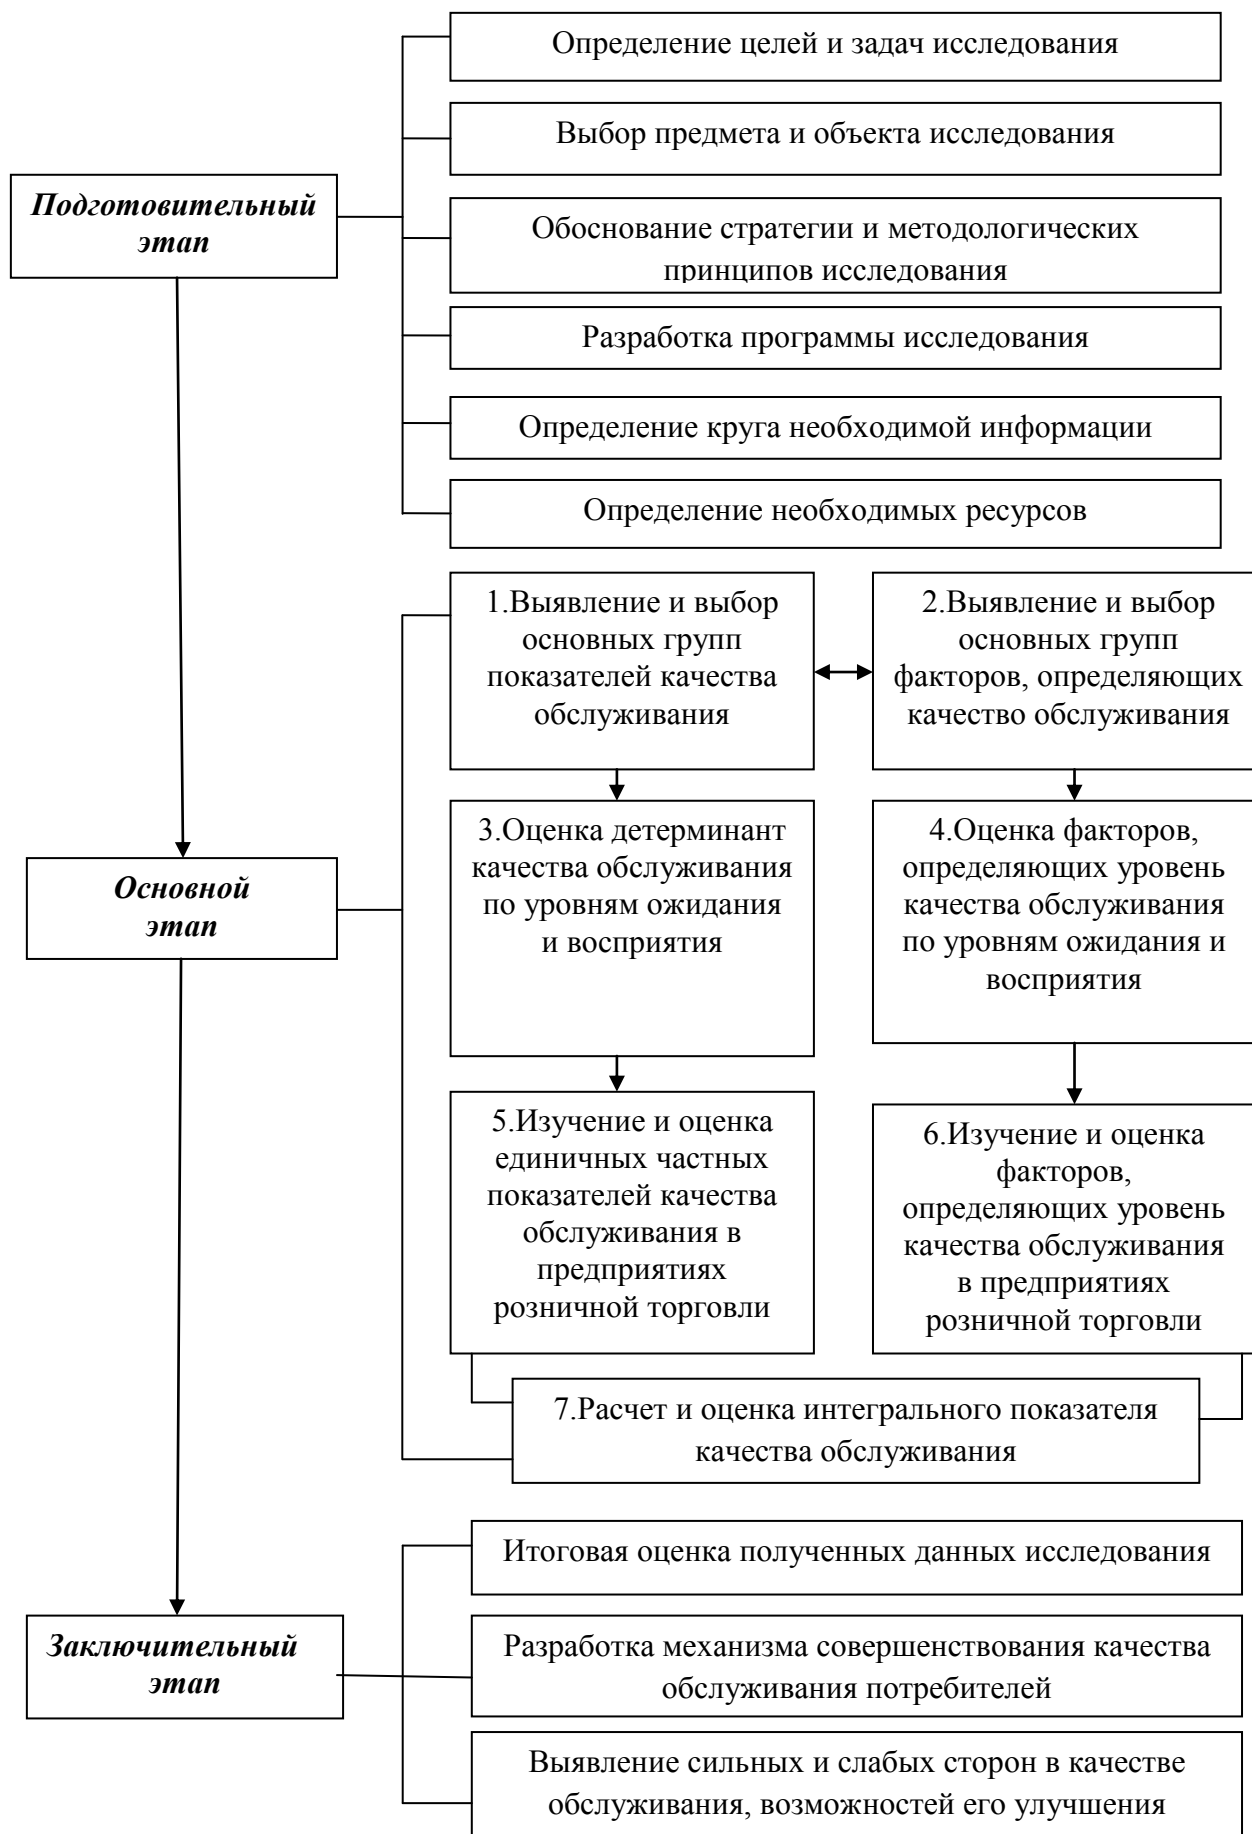 Определение целей и задач исследования
Выбор предмета и объекта исследования
Подготовительный
этап
Обоснование стратегии и методологических
принципов исследования
Разработка программы исследования
Определение круга необходимой информации
Определение необходимых ресурсов
1.Выявление и выбор
основных групп
показателей качества
обслуживания
2.Выявление и выбор
основных групп
факторов, определяющих
качество обслуживания
Основной
этап
3.Оценка детерминант
качества обслуживания
по уровням ожидания
и восприятия
4.Оценка факторов,
определяющих уровень
качества обслуживания
по уровням ожидания и
восприятия
5.Изучение и оценка
единичных частных
показателей качества
обслуживания в
предприятиях
розничной торговли
6.Изучение и оценка
факторов,
определяющих уровень
качества обслуживания
в предприятиях
розничной торговли
7.Расчет и оценка интегрального показателя
качества обслуживания
Заключительный
этап
Итоговая оценка полученных данных исследования
Разработка механизма совершенствования качества
обслуживания потребителей
Выявление сильных и слабых сторон в качестве
обслуживания, возможностей его улучшения